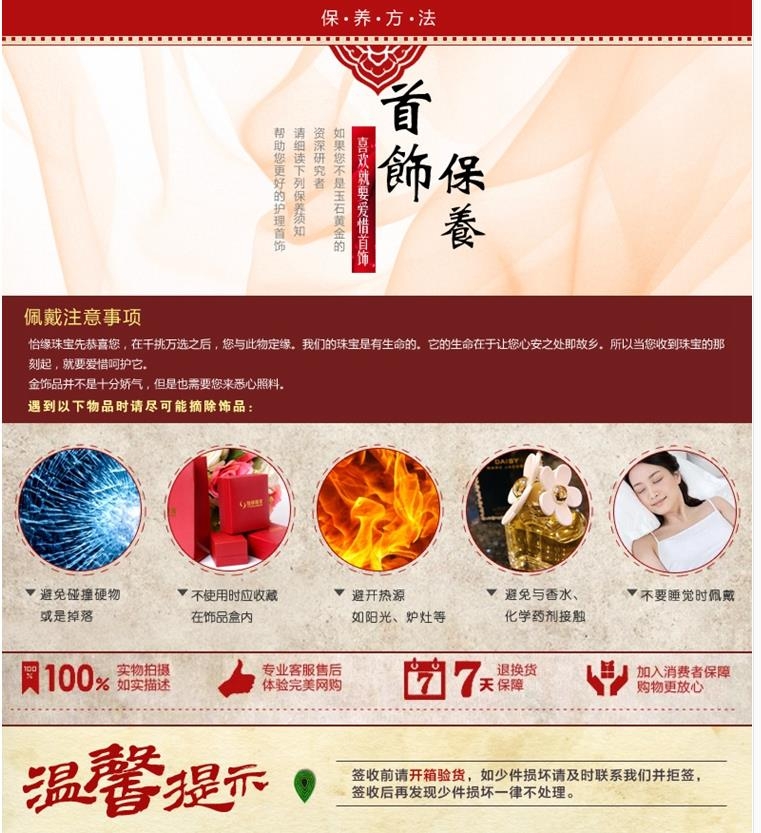 保·养·方·法
首飾
保養
喜欢就要爱惜首饰
如果您不是玉石黄金的
资深研究者
请细读下列保养须知
帮助您更好的护理首饰
佩戴注意事项
怡缘珠宝先恭喜您，在千挑万选之后，您与此物定缘。我们的珠宝是有生命的。它的生命在于让您心安之处即故乡。所以当您收到珠宝的那
刻起，就要爱惜呵护它。
金饰品并不是十分娇气，但是也需要您来悉心照料。
遇到以下物品时请尽可能摘除饰品：
DAISY
MARC JACOBS
避免碰撞硬物
或是掉落
不使用时应收藏
在饰品盒内
避开热源
如阳光、炉灶等
避免与香水、
化学药剂接触
不要睡觉时佩戴
100
%
100%
实物拍摄
如实描述
专业客服售后
体验完美网购
7
7天
退换货
保障
加入消费者保障
购物更放心
温馨提示
签收前请开箱验货，如少件损坏请及时联系我们并拒签，
签收后再发现少件损坏一律不处理。